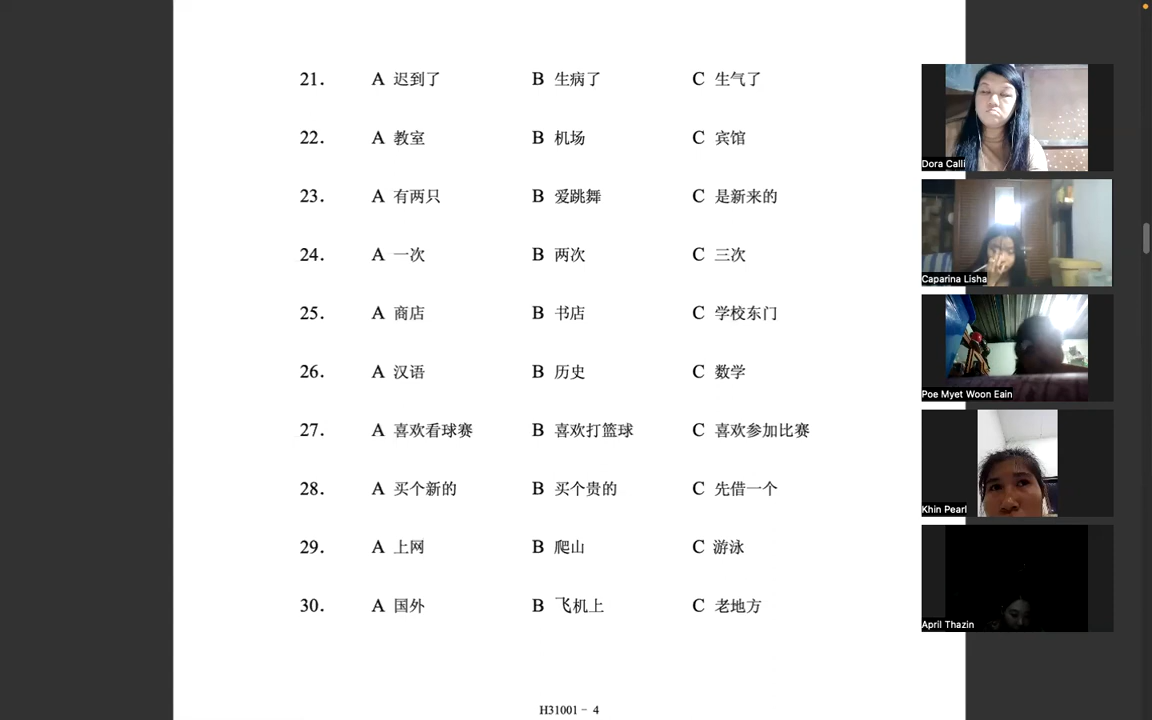 21. A 迟到了 B 生病了 C 生气了
22. A 教室 B 机场 C 宾馆
23. A 有两只 B 爱跳舞 C 是新来的
24. A 一次 B 两次 C 三次
25. A 商店 B 书店 C 学校东门
26. A 汉语 B 历史 C 数学
27. A 喜欢看球赛 B 喜欢打篮球 C 喜欢参加比赛
28. A 买个新的 B 买个贵的 C 先借一个
29. A 上网 B 爬山 C 游泳
30. A 国外 B 飞机上 C 老地方
H31001 - 4
Dora Calli
Caparina Lisha
Poe Myet Woon Eain
Khin Pearl
April Thazin